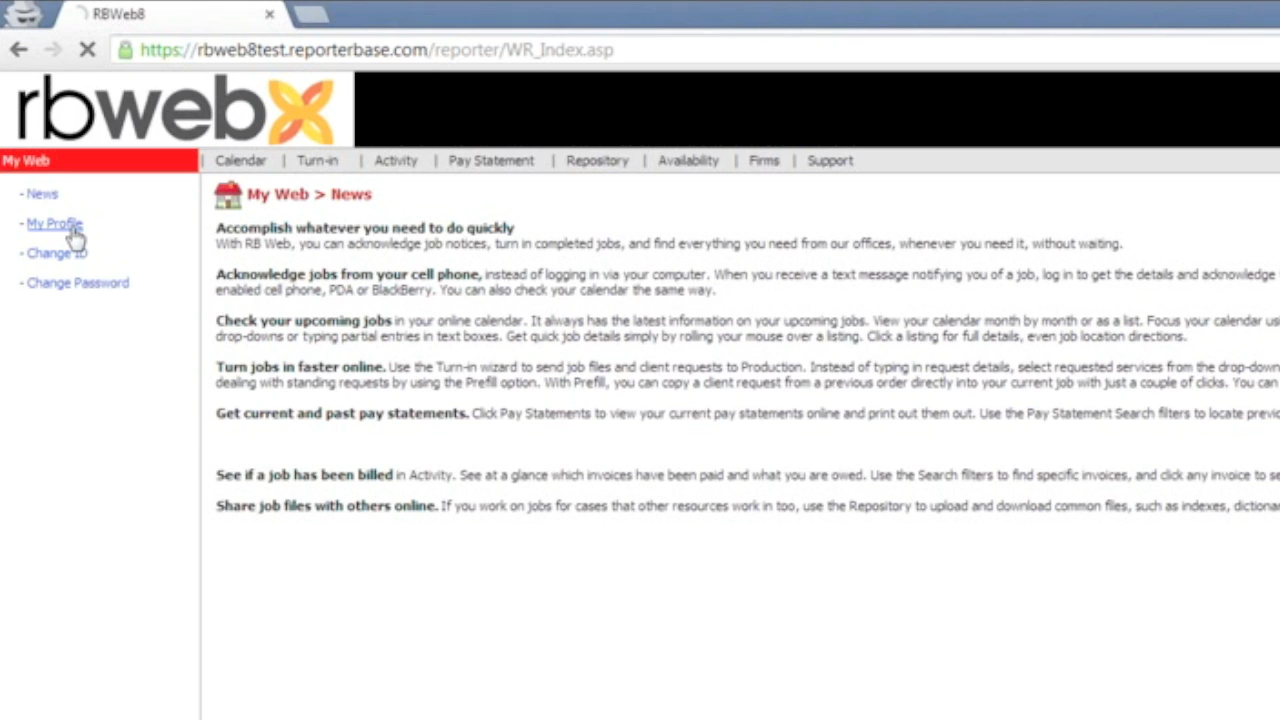 RBWeb8
https://rbweb8test.reporterbase.com/reporter/WR_Index.asp
rbweb
My Web
| Calendar | Turn-in | Activity | Pay Statement | Repository | Availability | Firms | Support
- News
- My Profile
- Change ID
- Change Password
My Web > News
Accomplish whatever you need to do quickly
With RB Web, you can acknowledge job notices, turn in completed jobs, and find everything you need from our offices, whenever you need it, without waiting.
Acknowledge jobs from your cell phone, instead of logging in via your computer. When you receive a text message notifying you of a job, log in to get the details and acknowledge
enabled cell phone, PDA or BlackBerry. You can also check your calendar the same way.
Check your upcoming jobs in your online calendar. It always has the latest information on your upcoming jobs. View your calendar month by month or as a list. Focus your calendar
drop-downs or typing partial entries in text boxes. Get quick job details simply by rolling your mouse over a listing. Click a listing for full details, even job location directions.
Turn jobs in faster online. Use the Turn-in wizard to send job files and client requests to Production. Instead of typing in request details, select requested services from the
dealing with standing requests by using the Prefill option. With Prefill, you can copy a client request from a previous order directly into your current job with just a couple of clicks. You can
Get current and past pay statements. Click Pay Statements to view your current pay statements online and print out them out. Use the Pay Statement Search filters to locate
See if a job has been billed in Activity. See at a glance which invoices have been paid and what you are owed. Use the Search filters to find specific invoices, and click any invoice to
Share job files with others online. If you work on jobs for cases that other resources work in too, use the Repository to upload and download common files, such as indexes,